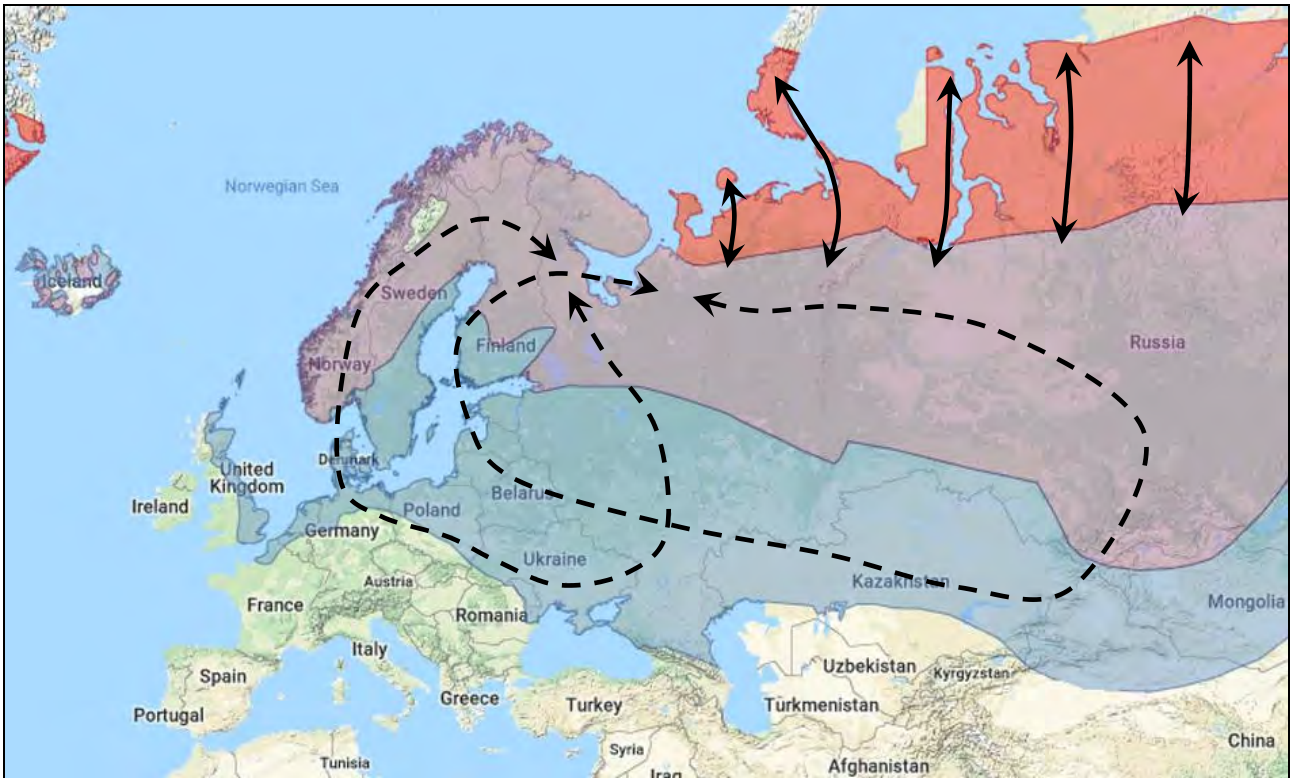 Norwegian Sea
Iceland
Sweden
Norway
Finland
Russia
Denmark
United
Kingdom
Ireland
Poland
Belarus
Germany
Ukraine
Austria
Kazakhstan
Mongolia
France
Romania
Italy
Spain
Uzbekistan
Kyrgyzstan
Greece
Portugal
Turkey
Turkmenistan
Syria
China
Tunisia
Iraq
Afghanistan